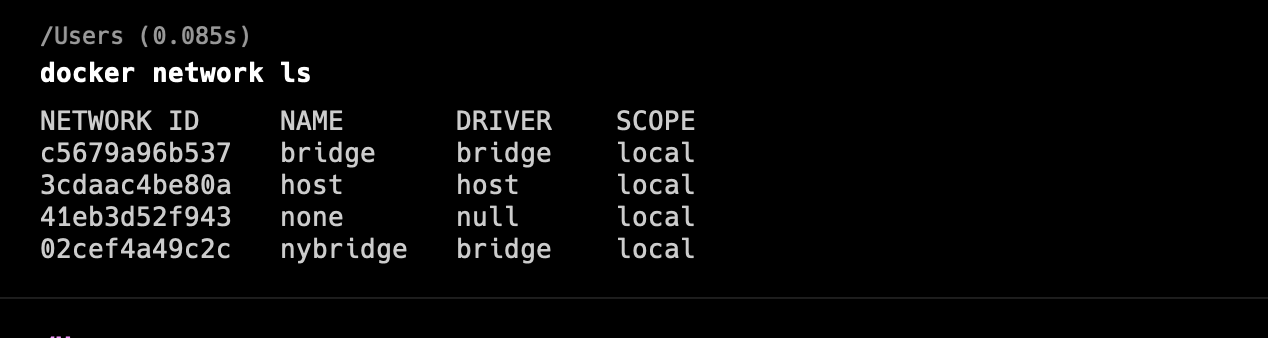 /Users (0.085s)
docker network ls
NETWORK ID NAME DRIVER SCOPE
c5679a96b537 bridge bridge local
3cdaac4be80a host host local
41eb3d52f943 none null local
02cef4a49c2c nybridge bridge local